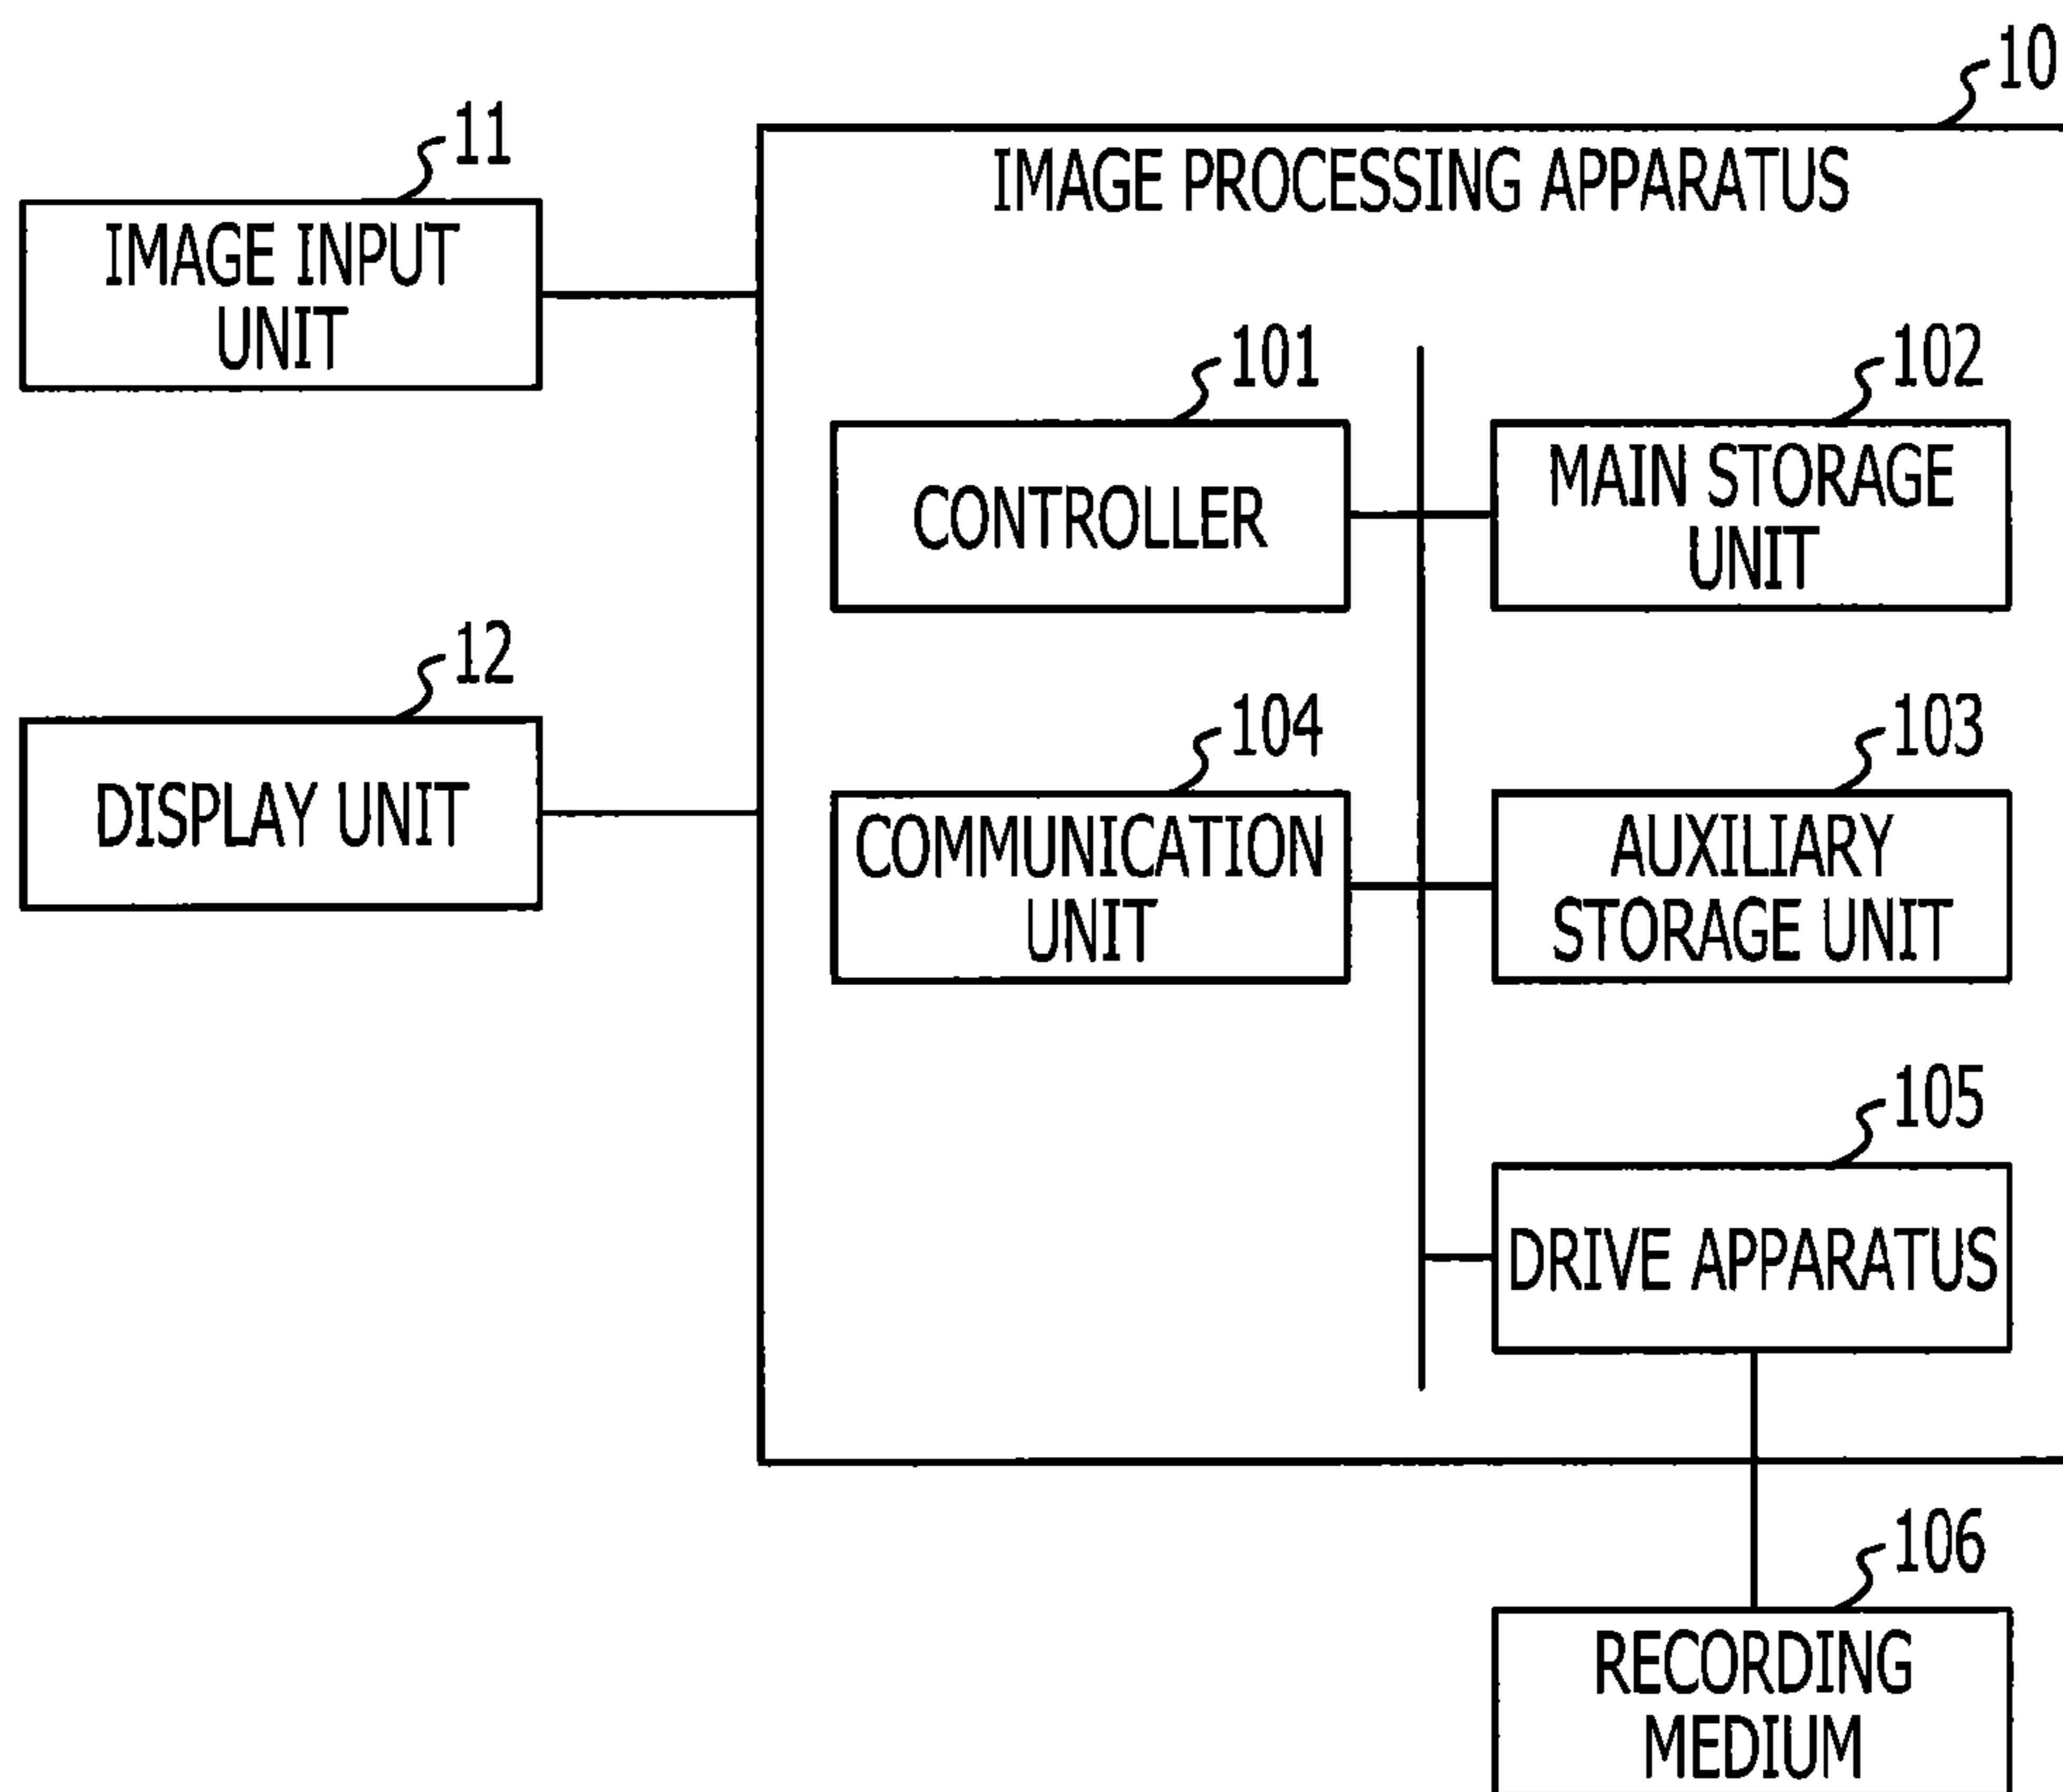 10
11
IMAGE PROCESSING APPARATUS
IMAGE INPUT
UNIT
101
102
CONTROLLER
MAIN STORAGE
UNIT
12
104
103
DISPLAY UNIT
COMMUNICATION
UNIT
AUXILIARY
STORAGE UNIT
105
DRIVE APPARATUS
106
RECORDING
MEDIUM